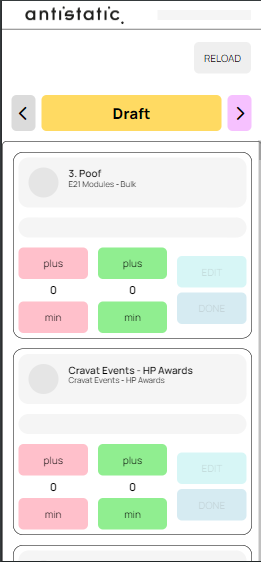 antistatic.
RELOAD
Draft
3. Poof
E21 Modules - Bulk
plus
plus
EDIT
0
0
DONE
min
min
Cravat Events - HP Awards
Cravat Events - HP Awards
plus
plus
EDIT
0
0
DONE
min
min